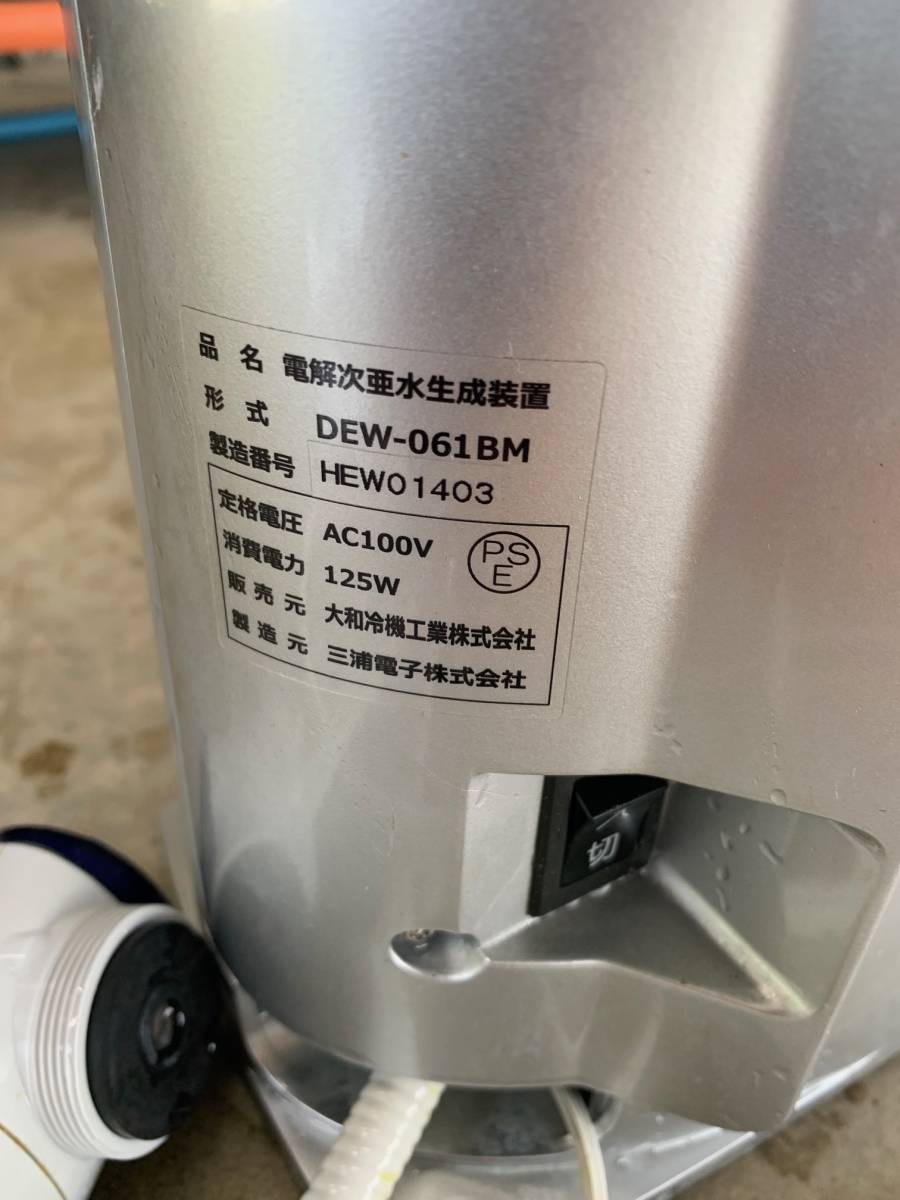 品名 電解次亜水生成装置
形式 DEW-061BM
製造番号 HEW01403
定格電圧 AC100V
消費電力 125W
PSE
販売元 大和冷機工業株式会社
製造元 三浦電子株式会社
切